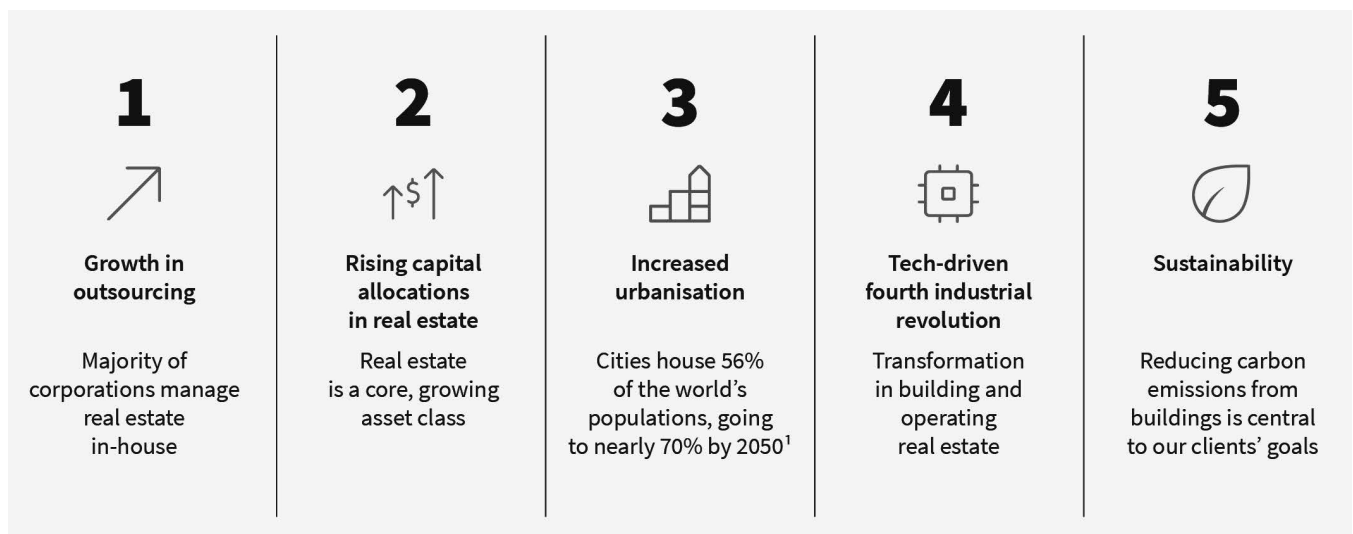 1
Growth in
outsourcing
Majority of
corporations manage
real estate
in-house
2
$
Rising capital
allocations
in real estate
Real estate
is a core, growing
asset class
3
Increased
urbanisation
Cities house 56%
of the world’s
populations, going
to nearly 70% by 2050¹
4
Tech-driven
fourth industrial
revolution
Transformation
in building and
operating
real estate
5
Sustainability
Reducing carbon
emissions from
buildings is central
to our clients’ goals